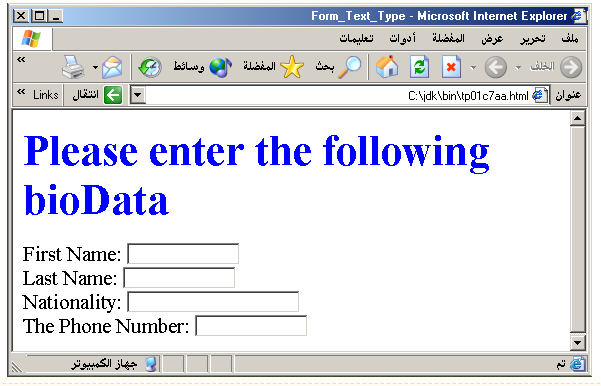 Form_Text_Type - Microsoft Internet Explorer
ملف تحرير عرض المفضلة أدوات تعليمات
الخلف بحث المفضلة وسائط »
عنوان C:\jdk\bin\tp01c7aa.html انتقال Links »
Please enter the following
bioData
First Name:
Last Name:
Nationality:
The Phone Number:
تم جهاز الكمبيوتر